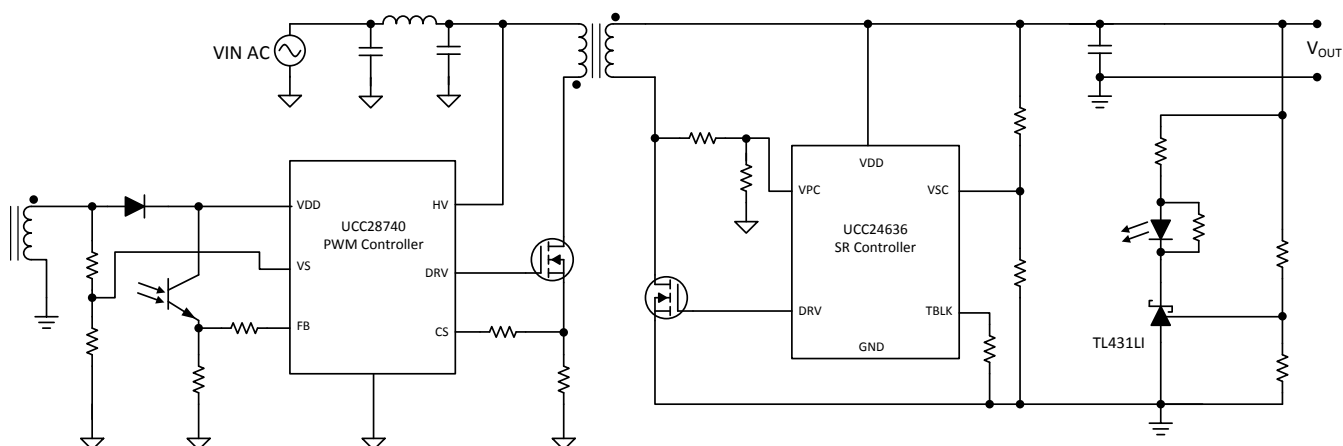 VIN AC
V_OUT
VDD
HV
UCC28740
PWM Controller
VS
DRV
FB
CS
VDD
VPC
VSC
UCC24636
SR Controller
DRV
TBLK
GND
TL431LI